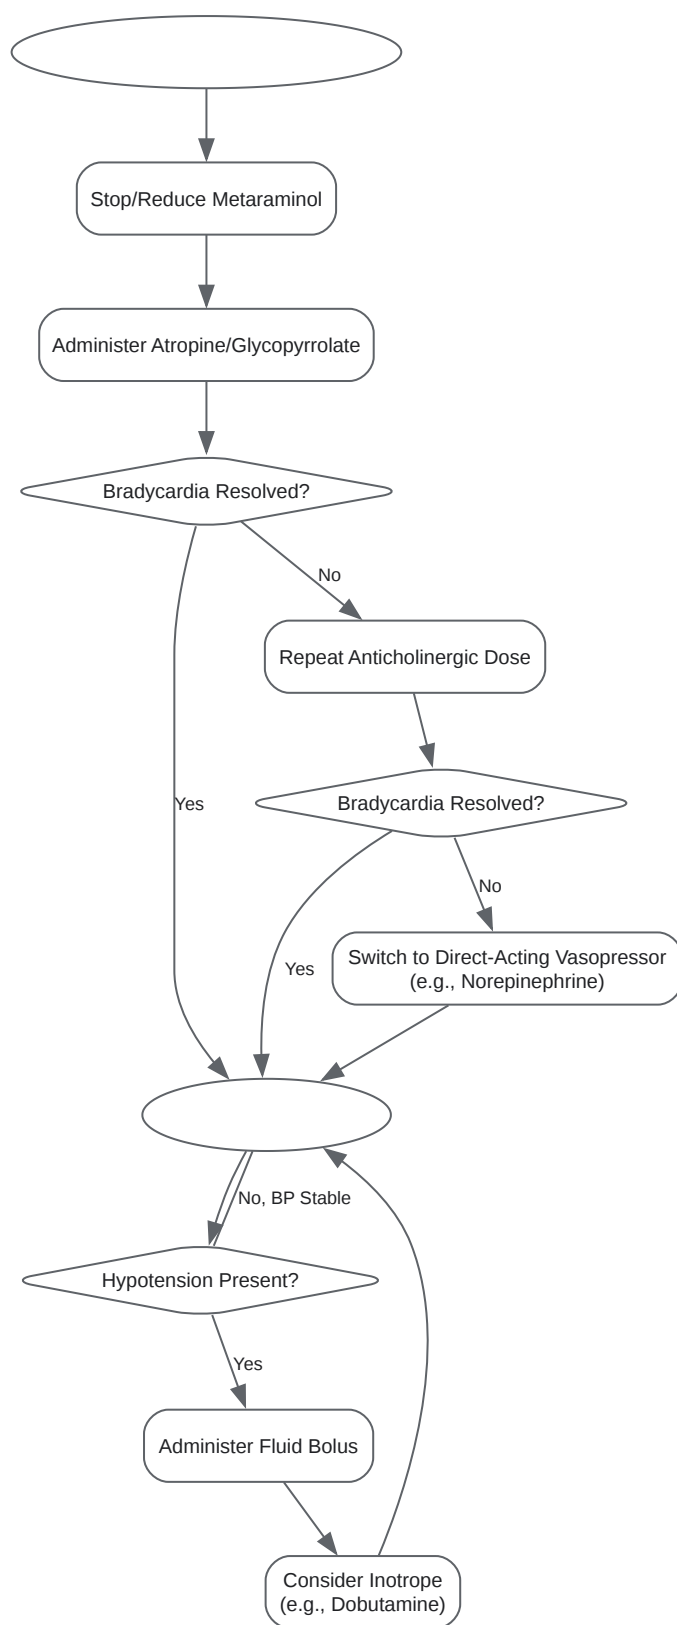 Stop/Reduce Metaraminol
Administer Atropine/Glycopyrrolate
Bradycardia Resolved?
No
Repeat Anticholinergic Dose
Yes
Bradycardia Resolved?
No
Switch to Direct-Acting Vasopressor
(e.g., Norepinephrine)
Yes
No, BP Stable
Hypotension Present?
Yes
Administer Fluid Bolus
Consider Inotrope
(e.g., Dobutamine)